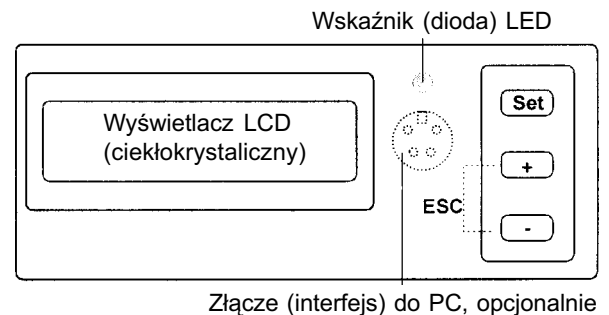 Wskaźnik (dioda) LED
Wyświetlacz LCD
(ciekłokrystaliczny)
Set
+
ESC
-
Złącze (interfejs) do PC, opcjonalnie